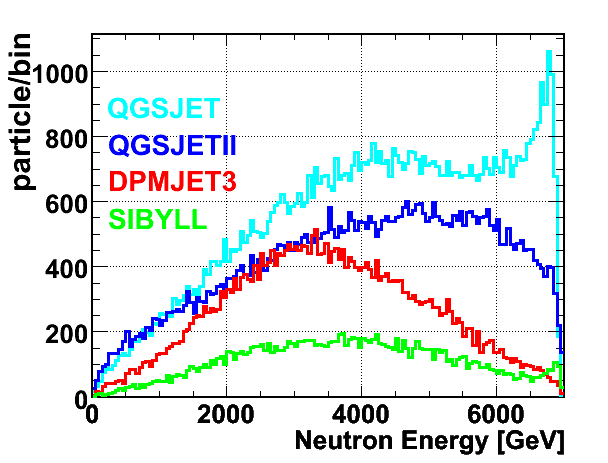 particle/bin
1000
800
600
400
200
0
QGSJET
QGSJETII
DPMJET3
SIBYLL
0 2000 4000 6000
Neutron Energy [GeV]